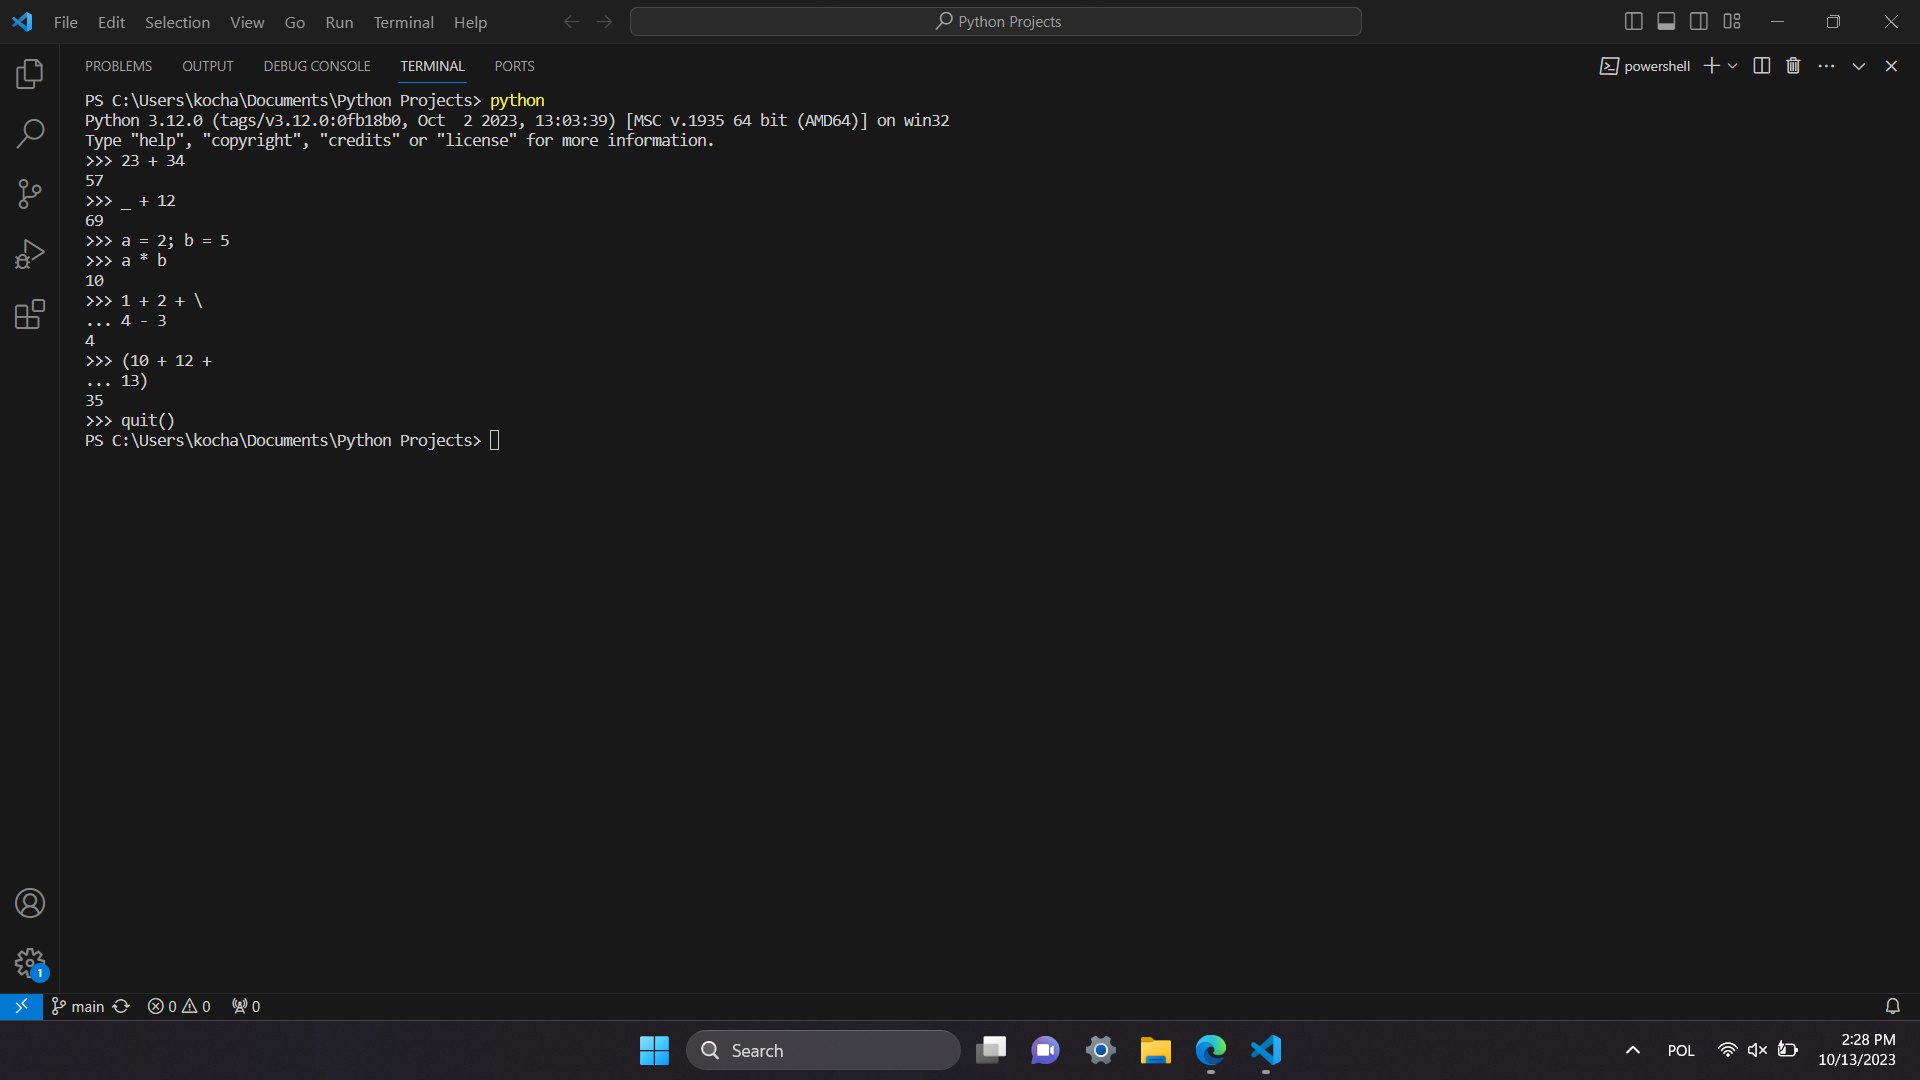 File Edit Selection View Go Run Terminal Help
Python Projects
PROBLEMS OUTPUT DEBUG CONSOLE TERMINAL PORTS
powershell
PS C:\Users\kocha\Documents\Python Projects> python
Python 3.12.0 (tags/v3.12.0:0fb18b0, Oct  2 2023, 13:03:39) [MSC v.1935 64 bit (AMD64)] on win32
Type "help", "copyright", "credits" or "license" for more information.
>>> 23 + 34
57
>>> _ + 12
69
>>> a = 2; b = 5
>>> a * b
10
>>> 1 + 2 + \
... 4 - 3
4
>>> (10 + 12 +
... 13)
35
>>> quit()
PS C:\Users\kocha\Documents\Python Projects>
1
main 0 0 0
Search
POL
2:28 PM
10/13/2023